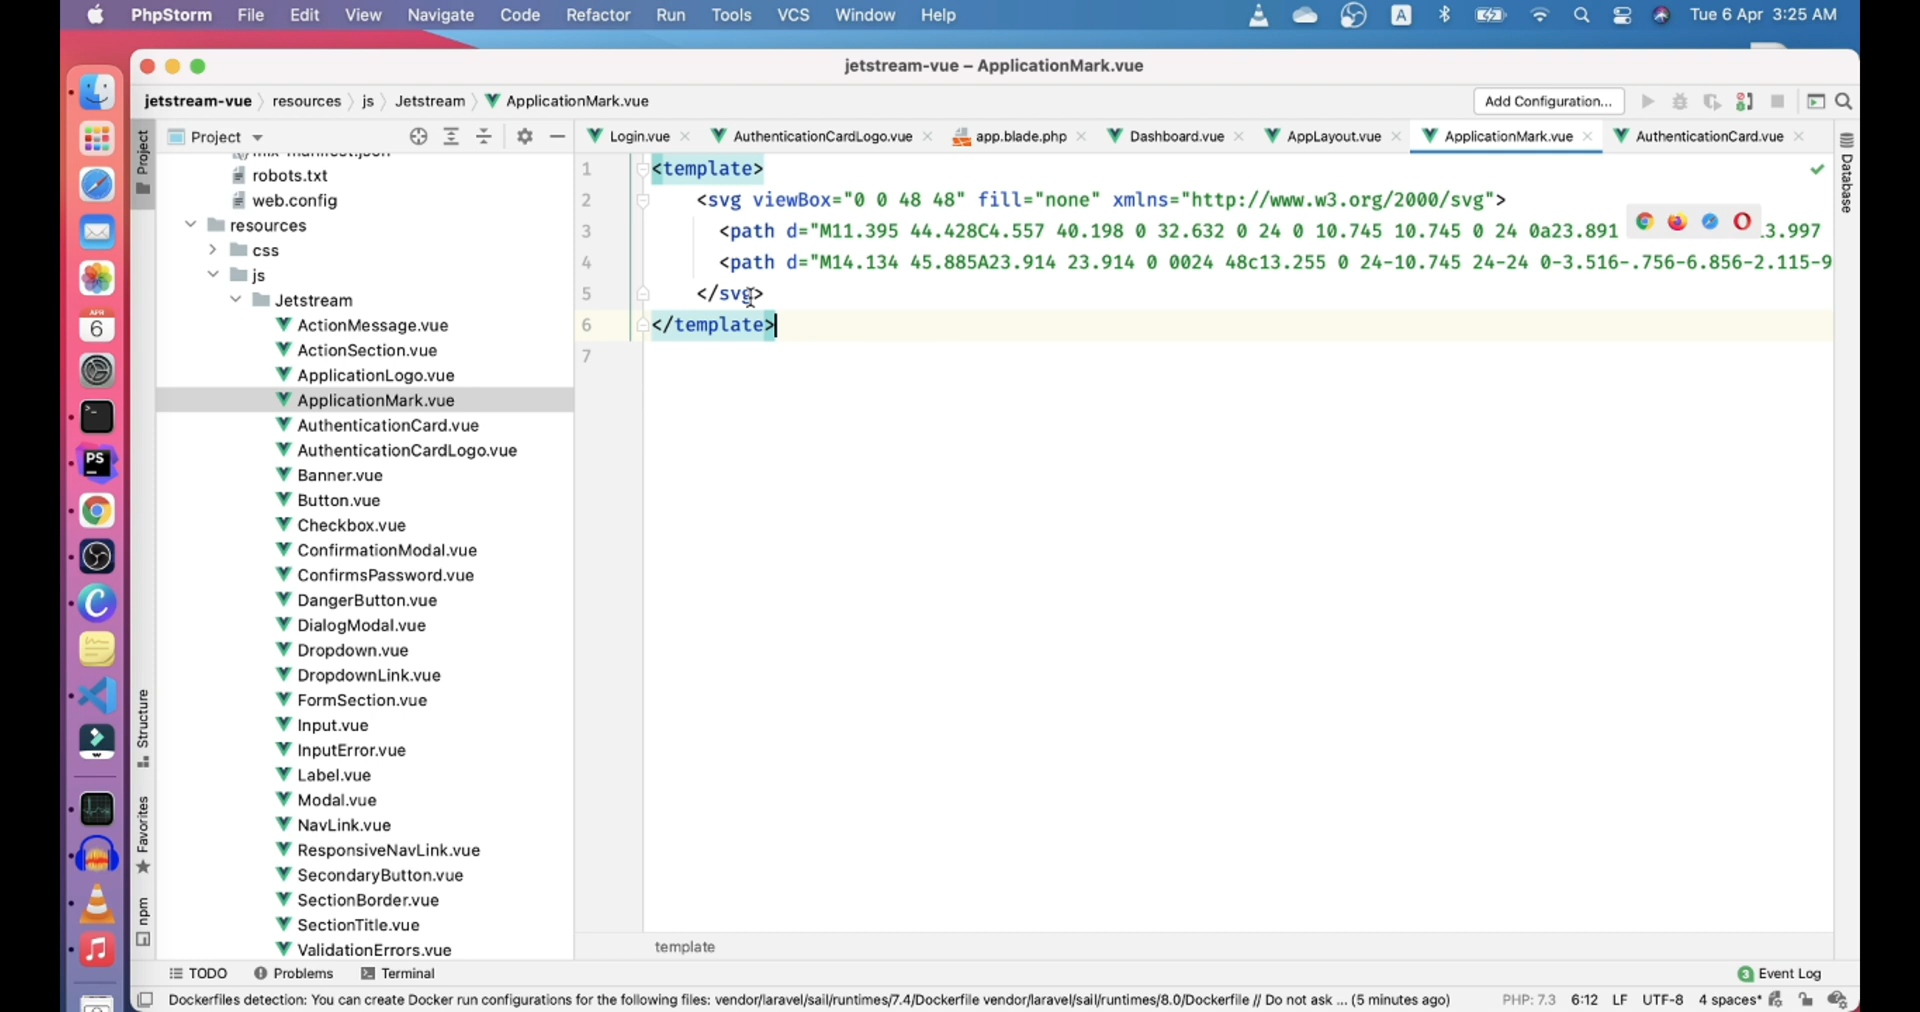 PhpStorm File Edit View Navigate Code Refactor Run Tools VCS Window Help A Tue 6 Apr 3:25 AM
jetstream-vue – ApplicationMark.vue
jetstream-vue resources js Jetstream ApplicationMark.vue Add Configuration...
Project Login.vue AuthenticationCardLogo.vue app.blade.php Dashboard.vue AppLayout.vue ApplicationMark.vue AuthenticationCard.vue
Project
Structure
Favorites
npm
Database
mix-manifest.json
robots.txt
web.config
resources
css
js
Jetstream
ActionMessage.vue
ActionSection.vue
ApplicationLogo.vue
ApplicationMark.vue
AuthenticationCard.vue
AuthenticationCardLogo.vue
Banner.vue
Button.vue
Checkbox.vue
ConfirmationModal.vue
ConfirmsPassword.vue
DangerButton.vue
DialogModal.vue
Dropdown.vue
DropdownLink.vue
FormSection.vue
Input.vue
InputError.vue
Label.vue
Modal.vue
NavLink.vue
ResponsiveNavLink.vue
SecondaryButton.vue
SectionBorder.vue
SectionTitle.vue
ValidationErrors.vue
1 <template>
2 <svg viewBox="0 0 48 48" fill="none" xmlns="http://www.w3.org/2000/svg">
3 <path d="M11.395 44.428C4.557 40.198 0 32.632 0 24 0 10.745 10.745 0 24 0a23.891 13.997
4 <path d="M14.134 45.885A23.914 23.914 0 0024 48c13.255 0 24-10.745 24-24 0-3.516-.756-6.856-2.115-9
5 </svg>
6 </template>
7
template
TODO Problems Terminal 3 Event Log
Dockerfiles detection: You can create Docker run configurations for the following files: vendor/laravel/sail/runtimes/7.4/Dockerfile vendor/laravel/sail/runtimes/8.0/Dockerfile // Do not ask ... (5 minutes ago) PHP: 7.3 6:12 LF UTF-8 4 spaces*
APR
6
PS
C